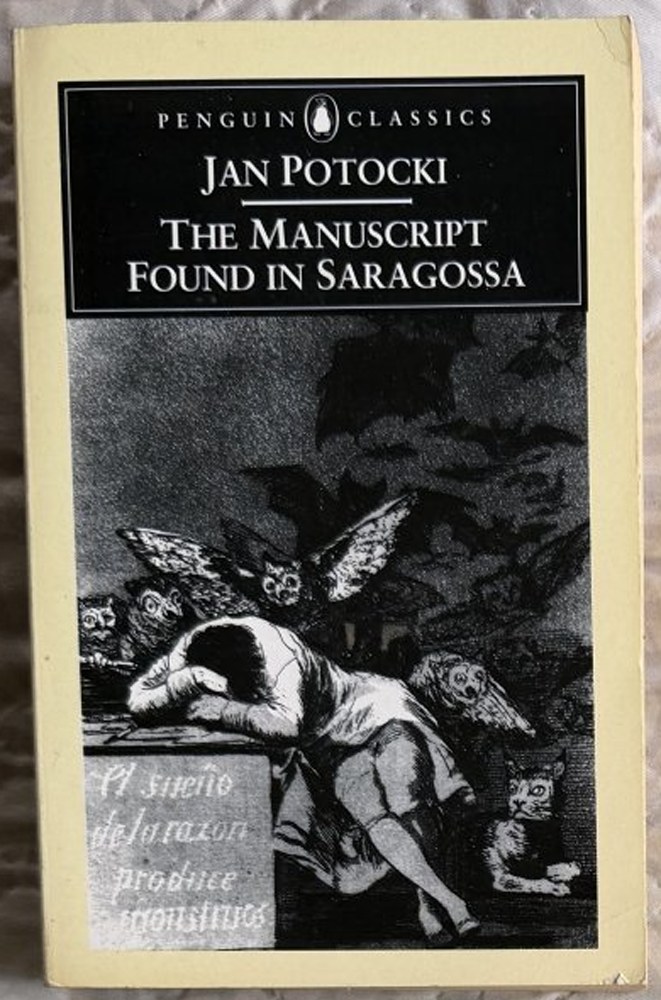 PENGUIN CLASSICS
JAN POTOCKI
THE MANUSCRIPT
FOUND IN SARAGOSSA
El sueño
de la razon
produce
monstruos